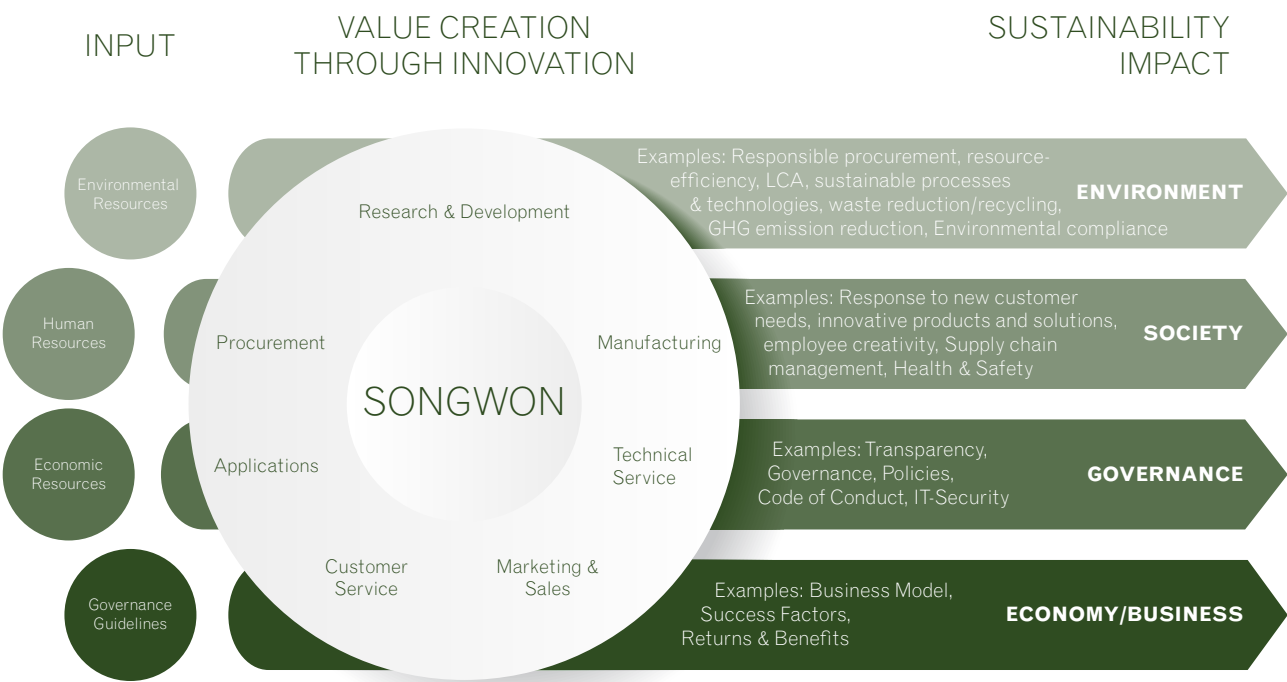 INPUT
VALUE CREATION
THROUGH INNOVATION
SUSTAINABILITY
IMPACT
Environmental
Resources
Human
Resources
Economic
Resources
Governance
Guidelines
Research & Development
Procurement
Manufacturing
SONGWON
Applications
Technical
Service
Customer
Service
Marketing &
Sales
Examples: Responsible procurement, resource-
efficiency, LCA, sustainable processes
& technologies, waste reduction/recycling,
GHG emission reduction, Environmental compliance
ENVIRONMENT
Examples: Response to new customer
needs, innovative products and solutions,
employee creativity, Supply chain
management, Health & Safety
SOCIETY
Examples: Transparency,
Governance, Policies,
Code of Conduct, IT-Security
GOVERNANCE
Examples: Business Model,
Success Factors,
Returns & Benefits
ECONOMY/BUSINESS